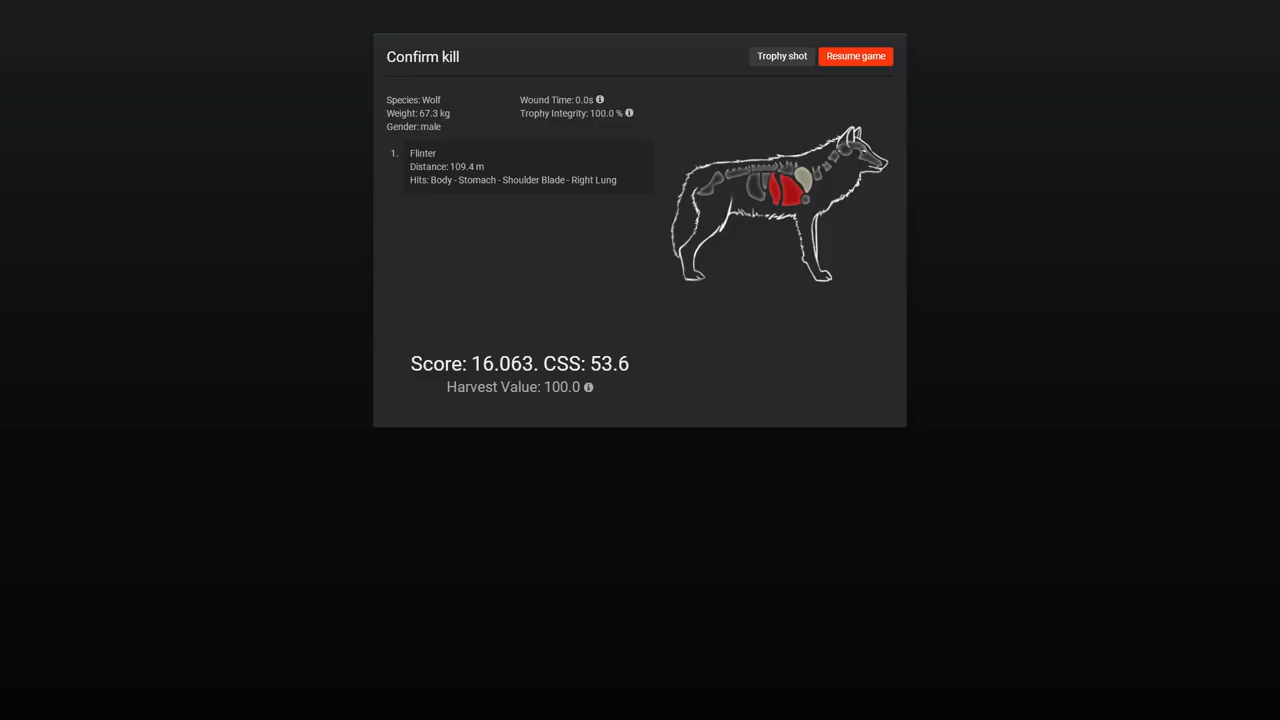 Confirm kill
Trophy shot
Resume game
Species: Wolf
Weight: 67.3 kg
Gender: male
Wound Time: 0.0s
Trophy Integrity: 100.0 %
1.
Flinter
Distance: 109.4 m
Hits: Body - Stomach - Shoulder Blade - Right Lung
Score: 16.063. CSS: 53.6
Harvest Value: 100.0